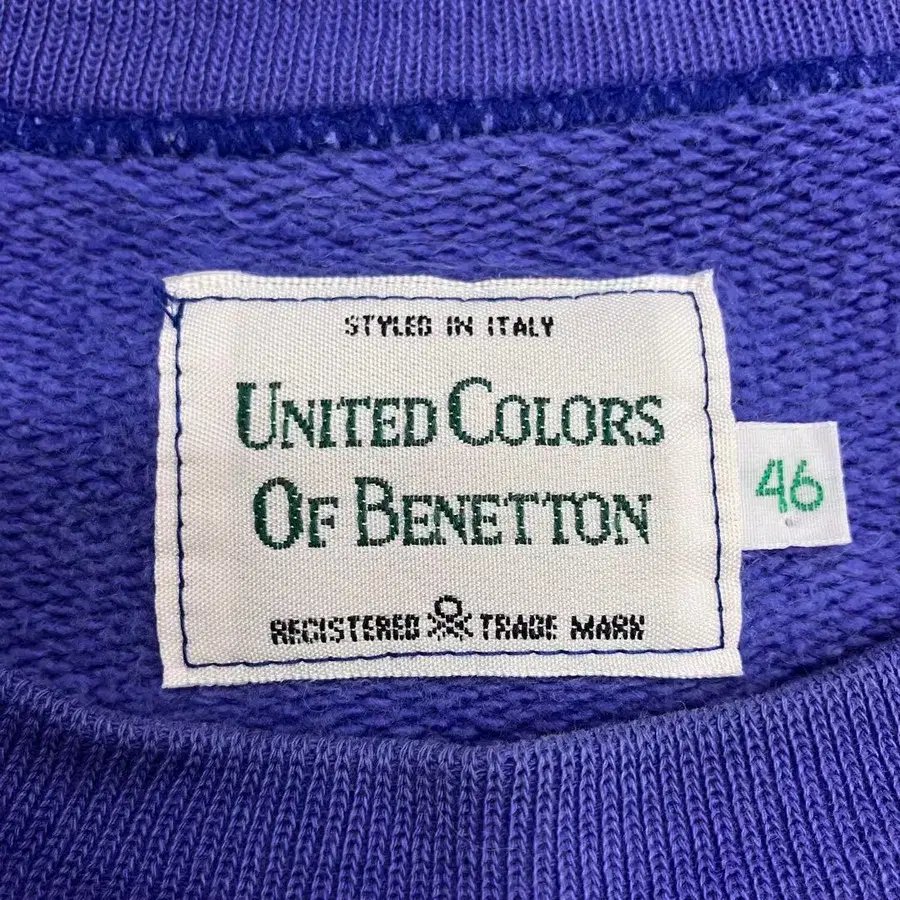 STYLED IN ITALY
UNITED COLORS
OF BENETTON
46
REGISTERED TRADE MARK